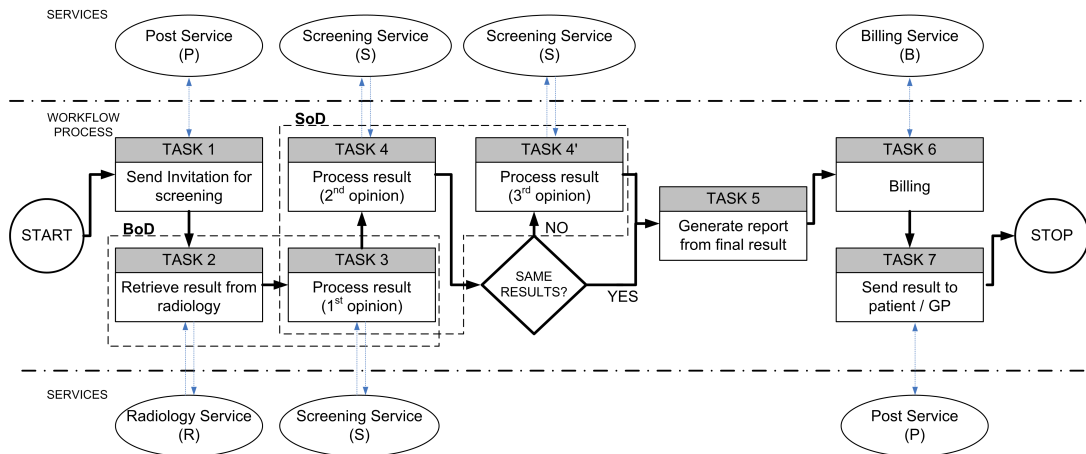 SERVICES
Post Service
(P)
Screening Service
(S)
Screening Service
(S)
Billing Service
(B)
WORKFLOW
PROCESS
SoD
TASK 1
Send Invitation for
screening
TASK 4
Process result
(2nd opinion)
TASK 4'
Process result
(3rd opinion)
TASK 6
Billing
TASK 5
Generate report
from final result
START
STOP
BoD
NO
TASK 2
Retrieve result from
radiology
TASK 3
Process result
(1st opinion)
SAME
RESULTS?
YES
TASK 7
Send result to
patient / GP
SERVICES
Radiology Service
(R)
Screening Service
(S)
Post Service
(P)